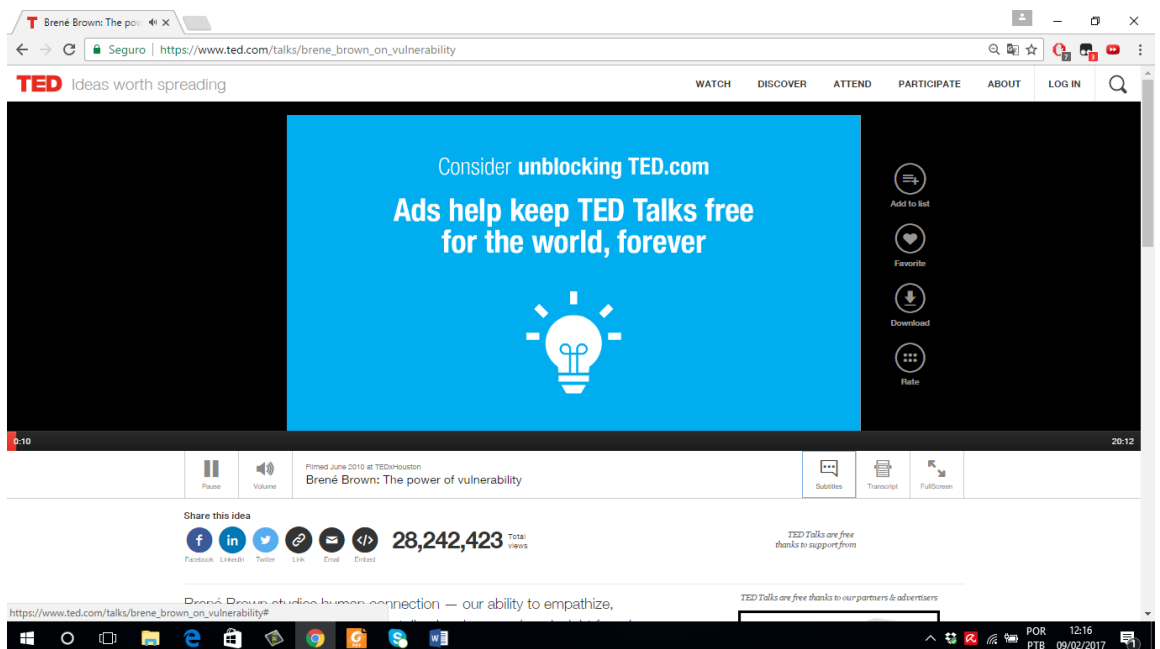 Brené Brown: The pow
Seguro | https://www.ted.com/talks/brene_brown_on_vulnerability
7
3
TED Ideas worth spreading
WATCH DISCOVER ATTEND PARTICIPATE ABOUT LOG IN
Consider unblocking TED.com
Ads help keep TED Talks free
for the world, forever
Add to list
Favorite
Download
Rate
0:10 20:12
Filmed June 2010 at TEDxHouston
Brené Brown: The power of vulnerability
Pause Volume Subtitles Transcript FullScreen
Share this idea
28,242,423 Total views
Facebook LinkedIn Twitter Link Email Embed
TED Talks are free
thanks to support from
Brené Brown studies human connection — our ability to empathize,
TED Talks are free thanks to our partners & advertisers
https://www.ted.com/talks/brene_brown_on_vulnerability#
POR 12:16
PTB 09/02/2017